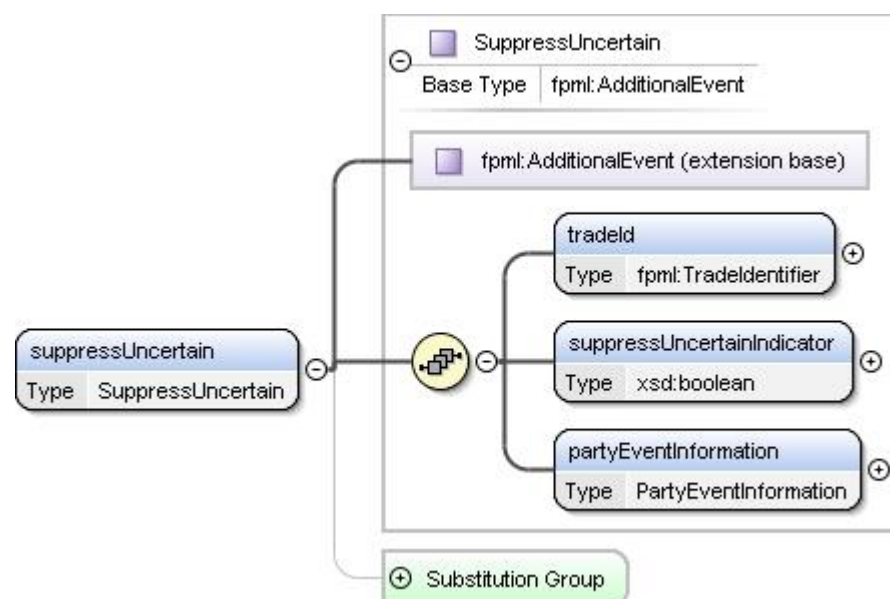 SuppressUncertain
Base Type fpml:AdditionalEvent
fpml:AdditionalEvent (extension base)
tradeId
Type fpml:TradeIdentifier
suppressUncertain
Type SuppressUncertain
suppressUncertainIndicator
Type xsd:boolean
partyEventInformation
Type PartyEventInformation
Substitution Group